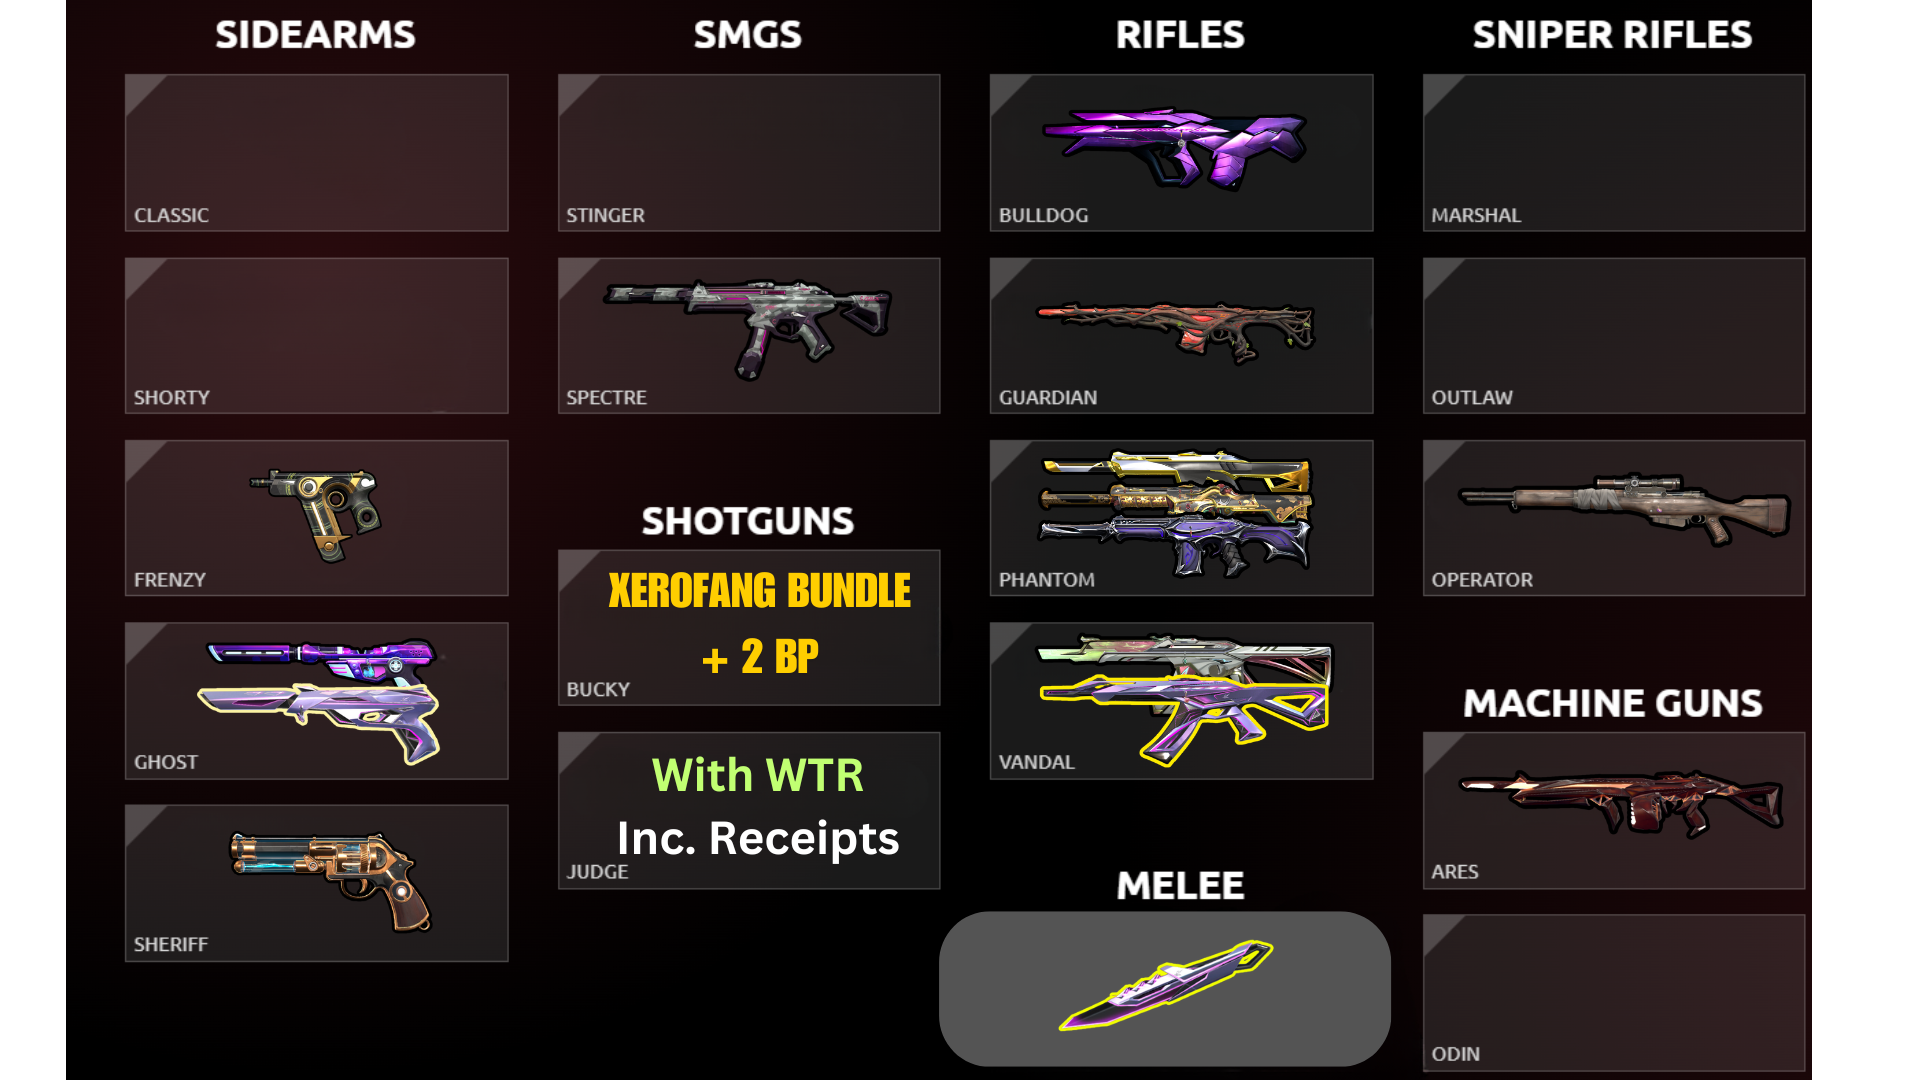 SIDEARMS
CLASSIC
SHORTY
FRENZY
GHOST
SHERIFF
SMGS
STINGER
SPECTRE
SHOTGUNS
XEROFANG BUNDLE
+ 2 BP
BUCKY
With WTR
Inc. Receipts
JUDGE
RIFLES
BULLDOG
GUARDIAN
PHANTOM
VANDAL
MELEE
SNIPER RIFLES
MARSHAL
OUTLAW
OPERATOR
MACHINE GUNS
ARES
ODIN